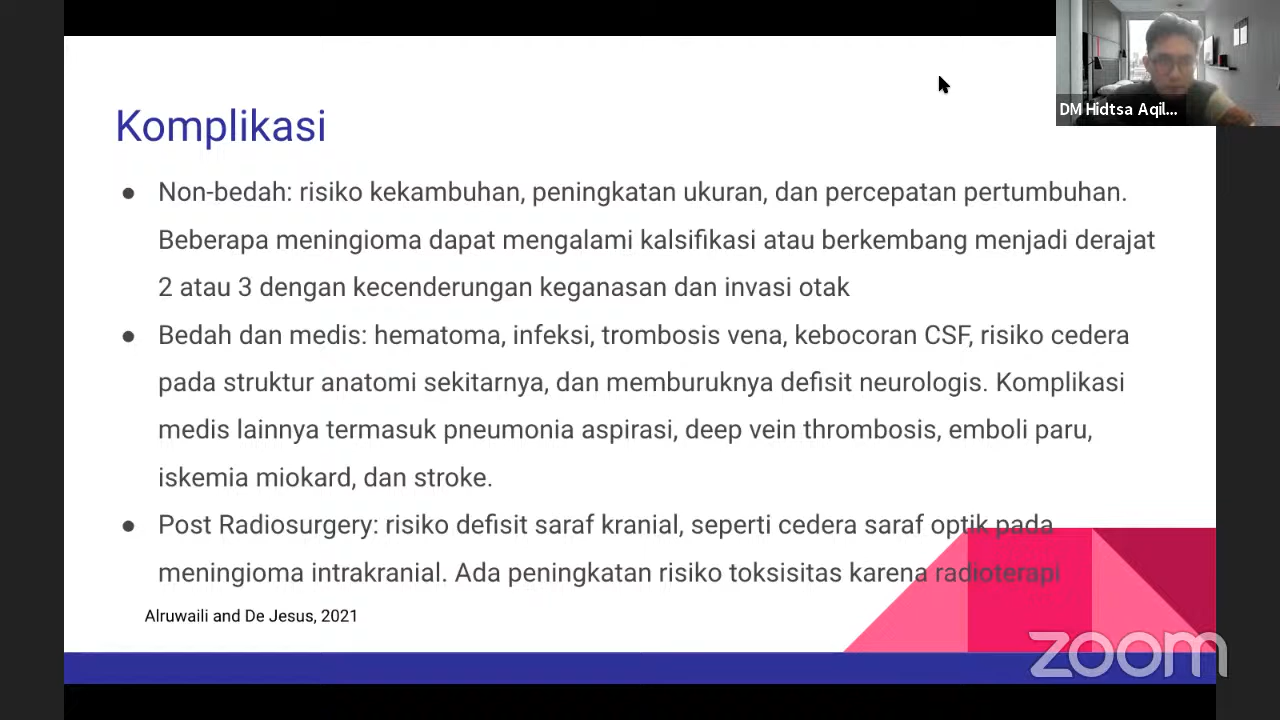 DM Hidtsa Aqil...
Komplikasi
● Non-bedah: risiko kekambuhan, peningkatan ukuran, dan percepatan pertumbuhan.
Beberapa meningioma dapat mengalami kalsifikasi atau berkembang menjadi derajat
2 atau 3 dengan kecenderungan keganasan dan invasi otak
● Bedah dan medis: hematoma, infeksi, trombosis vena, kebocoran CSF, risiko cedera
pada struktur anatomi sekitarnya, dan memburuknya defisit neurologis. Komplikasi
medis lainnya termasuk pneumonia aspirasi, deep vein thrombosis, emboli paru,
iskemia miokard, dan stroke.
● Post Radiosurgery: risiko defisit saraf kranial, seperti cedera saraf optik pada
meningioma intrakranial. Ada peningkatan risiko toksisitas karena radioterapi
Alruwaili and De Jesus, 2021
zoom